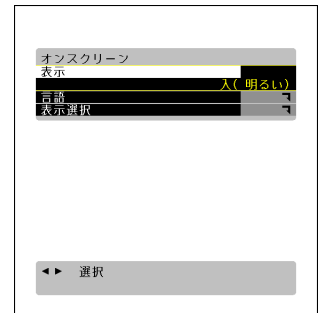 オンスクリーン
表示
入( 明るい)
言語
表示選択
◄► 選択